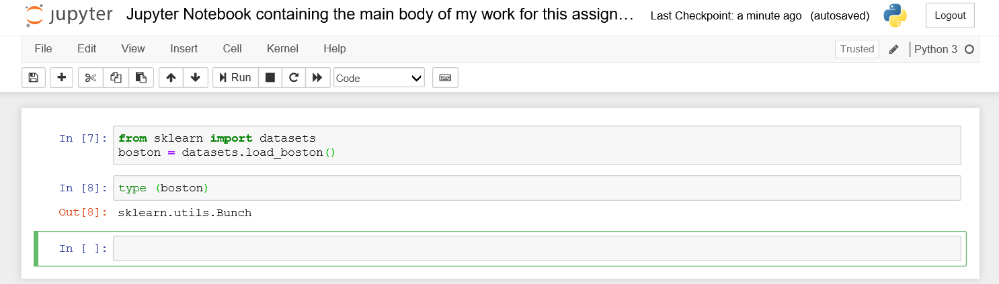 jupyter Jupyter Notebook containing the main body of my work for this assign... Last Checkpoint: a minute ago (autosaved) Logout
File Edit View Insert Cell Kernel Help Trusted Python 3
Run Code
In [7]: from sklearn import datasets
boston = datasets.load_boston()
In [8]: type (boston)
Out[8]: sklearn.utils.Bunch
In [ ]: